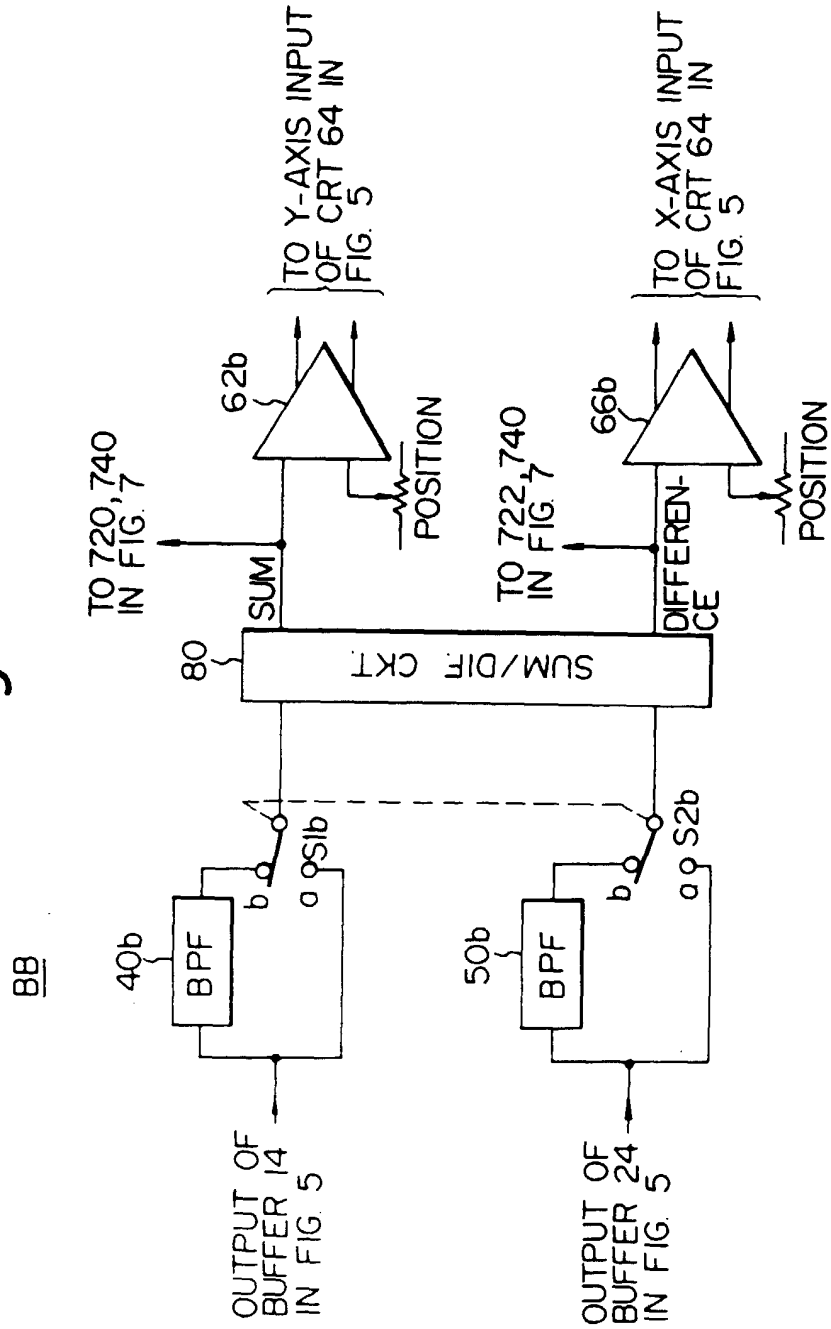 BB
OUTPUT OF
BUFFER 14
IN FIG. 5
40b
BPF
b
a
S1b
80
SUM/DIF. CKT
TO 720,740
IN FIG. 7
SUM
62b
POSITION
TO Y-AXIS INPUT
OF CRT 64 IN
FIG. 5
OUTPUT OF
BUFFER 24
IN FIG. 5
50b
BPF
b
a
S2b
TO 722,740
IN FIG. 7
DIFFEREN-
CE
66b
POSITION
TO X-AXIS INPUT
OF CRT 64 IN
FIG. 5